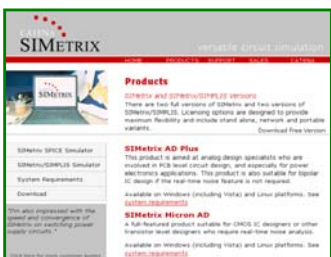 CATENA
SIMETRIX
versatile circuit simulation
HOME PRODUCTS SUPPORT SALES CATENA
Products
SIMetrix and SIMetrix/SIMPLIS Versions
There are two full versions of SIMetrix and two versions of
SIMetrix/SIMPLIS. Licensing options are designed to provide
maximum flexibility and include stand alone, network and portable
variants.
Download Free Version
SIMETRIX
SIMetrix SPICE Simulator
SIMetrix/SIMPLIS Simulator
System Requirements
Download
"I'm also impressed with the
speed and convergence of
SIMetrix on switching power
supply circuits."
SIMetrix AD Plus
This product is aimed at analog design specialists who are
involved in PCB level circuit design, and especially for power
electronics applications. This product is also suitable for bipolar
IC design if the real-time noise feature is not required.
Available on Windows (including Vista) and Linux platforms. See
system requirements
SIMetrix Micron AD
A full-featured product suitable for CMOS IC designers or other
transistor level designers who require real-time noise analysis.
Available on Windows (including Vista) and Linux platforms. See
system requirements